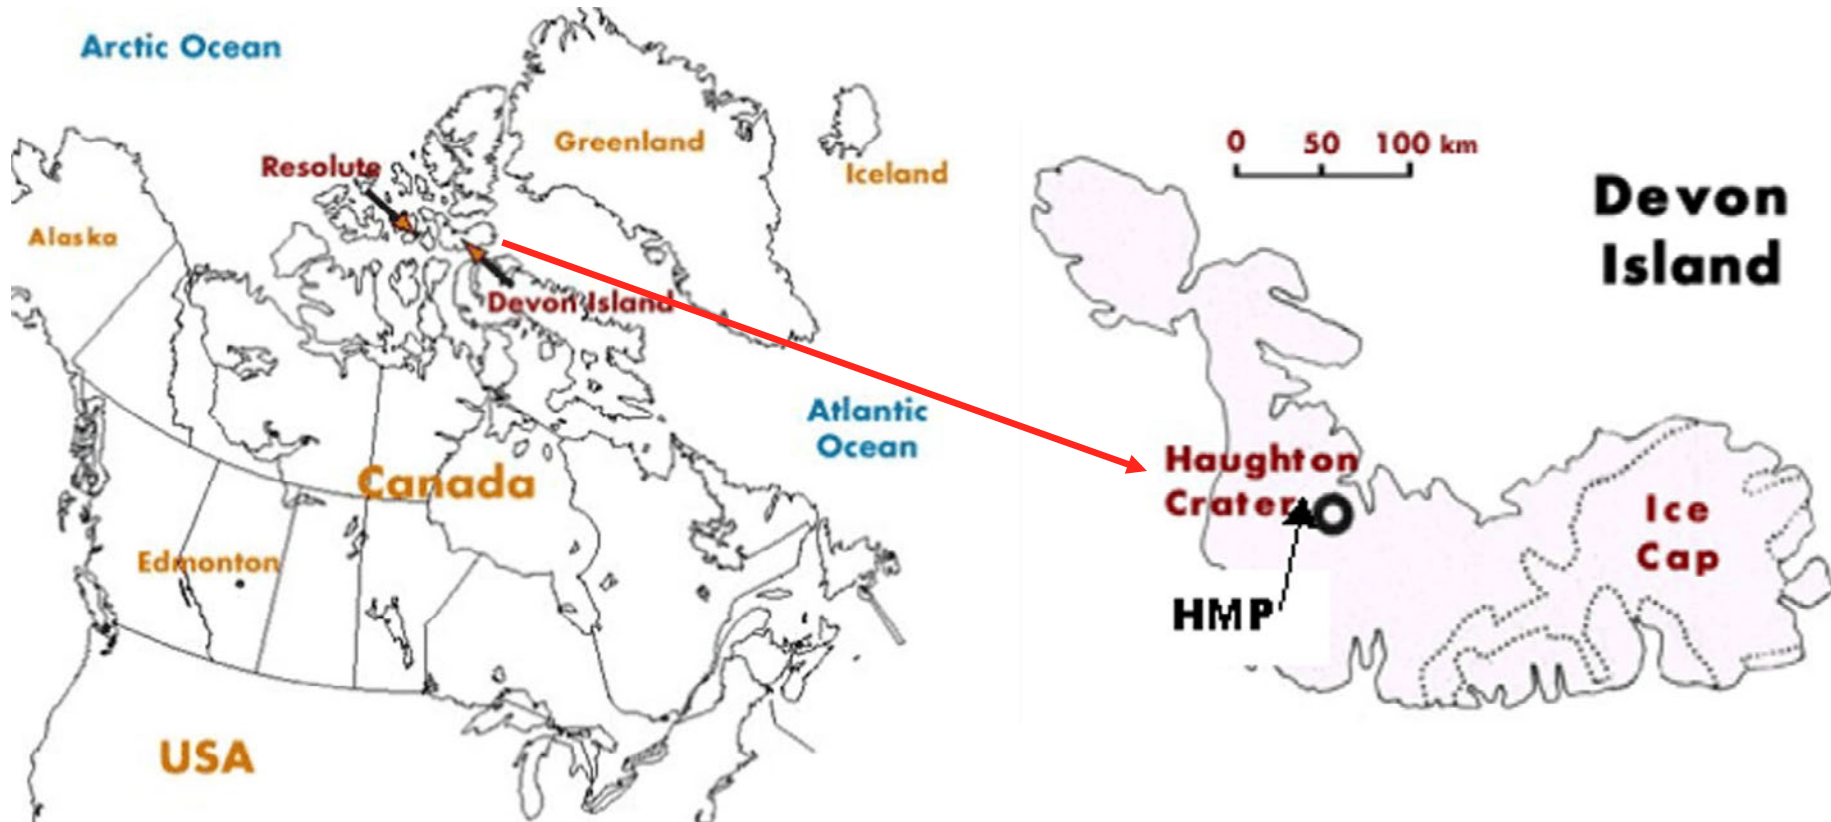 Arctic Ocean
Greenland
Iceland
Resolute
Alaska
Devon Island
Atlantic
Ocean
Canada
Edmonton
USA
0 50 100 km
Devon
Island
Haughton
Crater
Ice
Cap
HMP